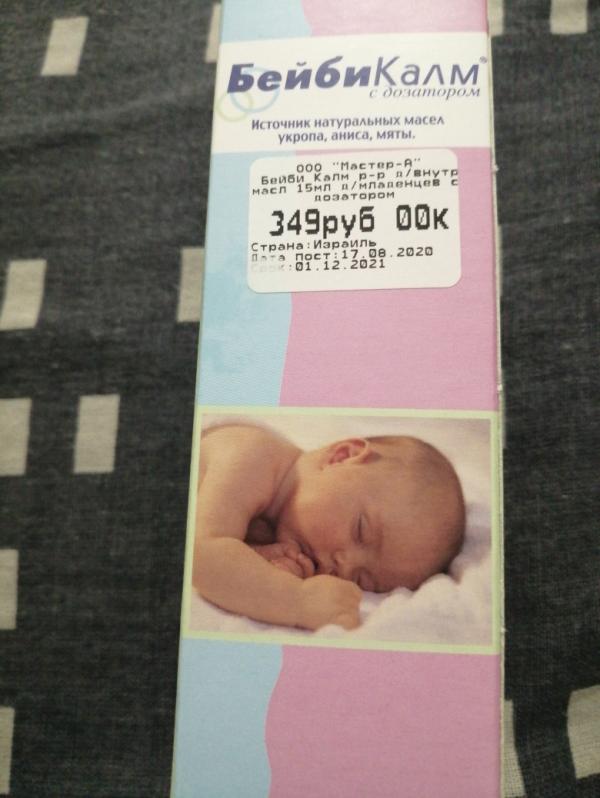 БейбиКалм®
с дозатором
Источник натуральных масел
укропа, аниса, мяты.
ООО "Мастер-А"
Бейби Калм р-р д/внутр
масл 15мл д/младенцев с
дозатором
349руб 00к
Страна:Израиль
Дата пост:17.08.2020
Срок:01.12.2021